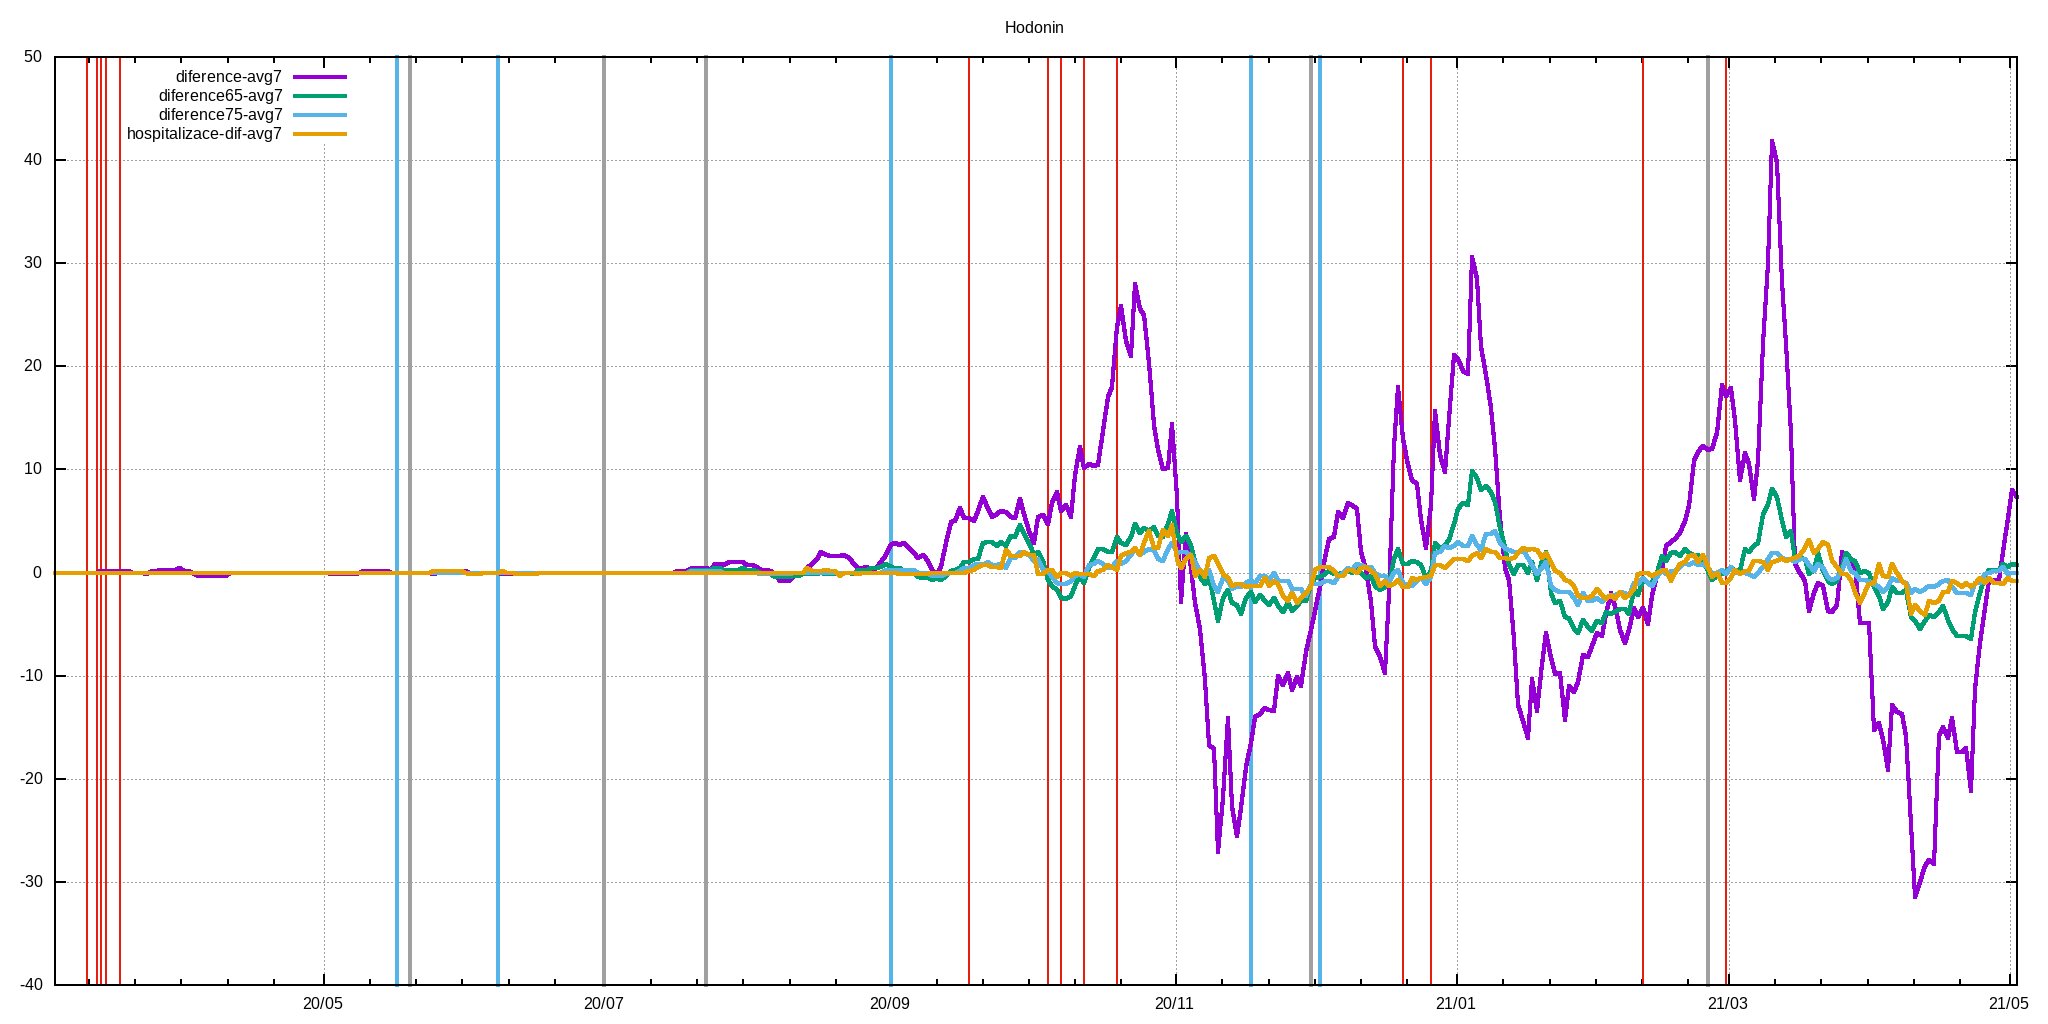 Hodonin
50
diference-avg7
diference65-avg7
diference75-avg7
hospitalizace-dif-avg7
40
30
20
10
0
-10
-20
-30
-40
20/05 20/07 20/09 20/11 21/01 21/03 21/05